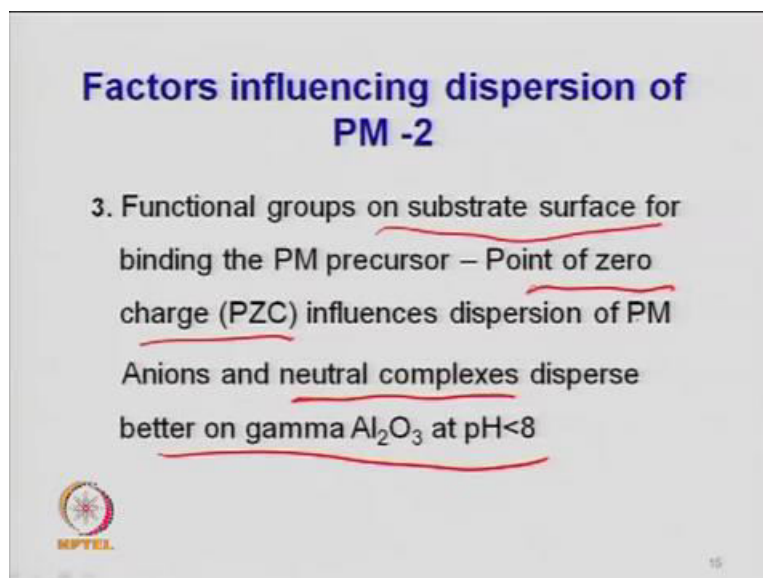 Factors influencing dispersion of
PM -2
3. Functional groups on substrate surface for
binding the PM precursor – Point of zero
charge (PZC) influences dispersion of PM
Anions and neutral complexes disperse
better on gamma Al₂O₃ at pH<8
NPTEL
15